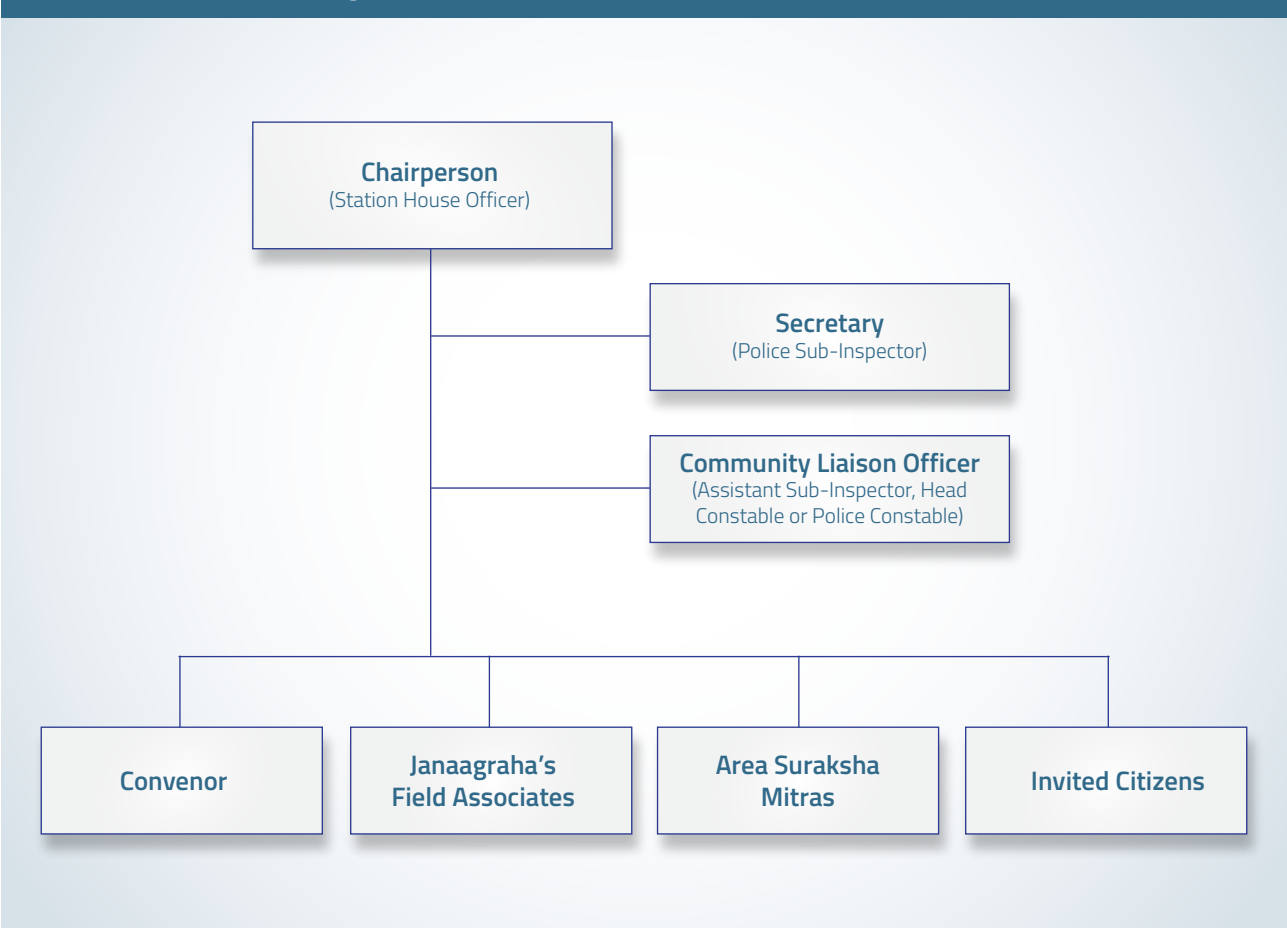 Chairperson
(Station House Officer)
Secretary
(Police Sub-Inspector)
Community Liaison Officer
(Assistant Sub-Inspector, Head
Constable or Police Constable)
Convenor
Janaagraha’s
Field Associates
Area Suraksha
Mitras
Invited Citizens